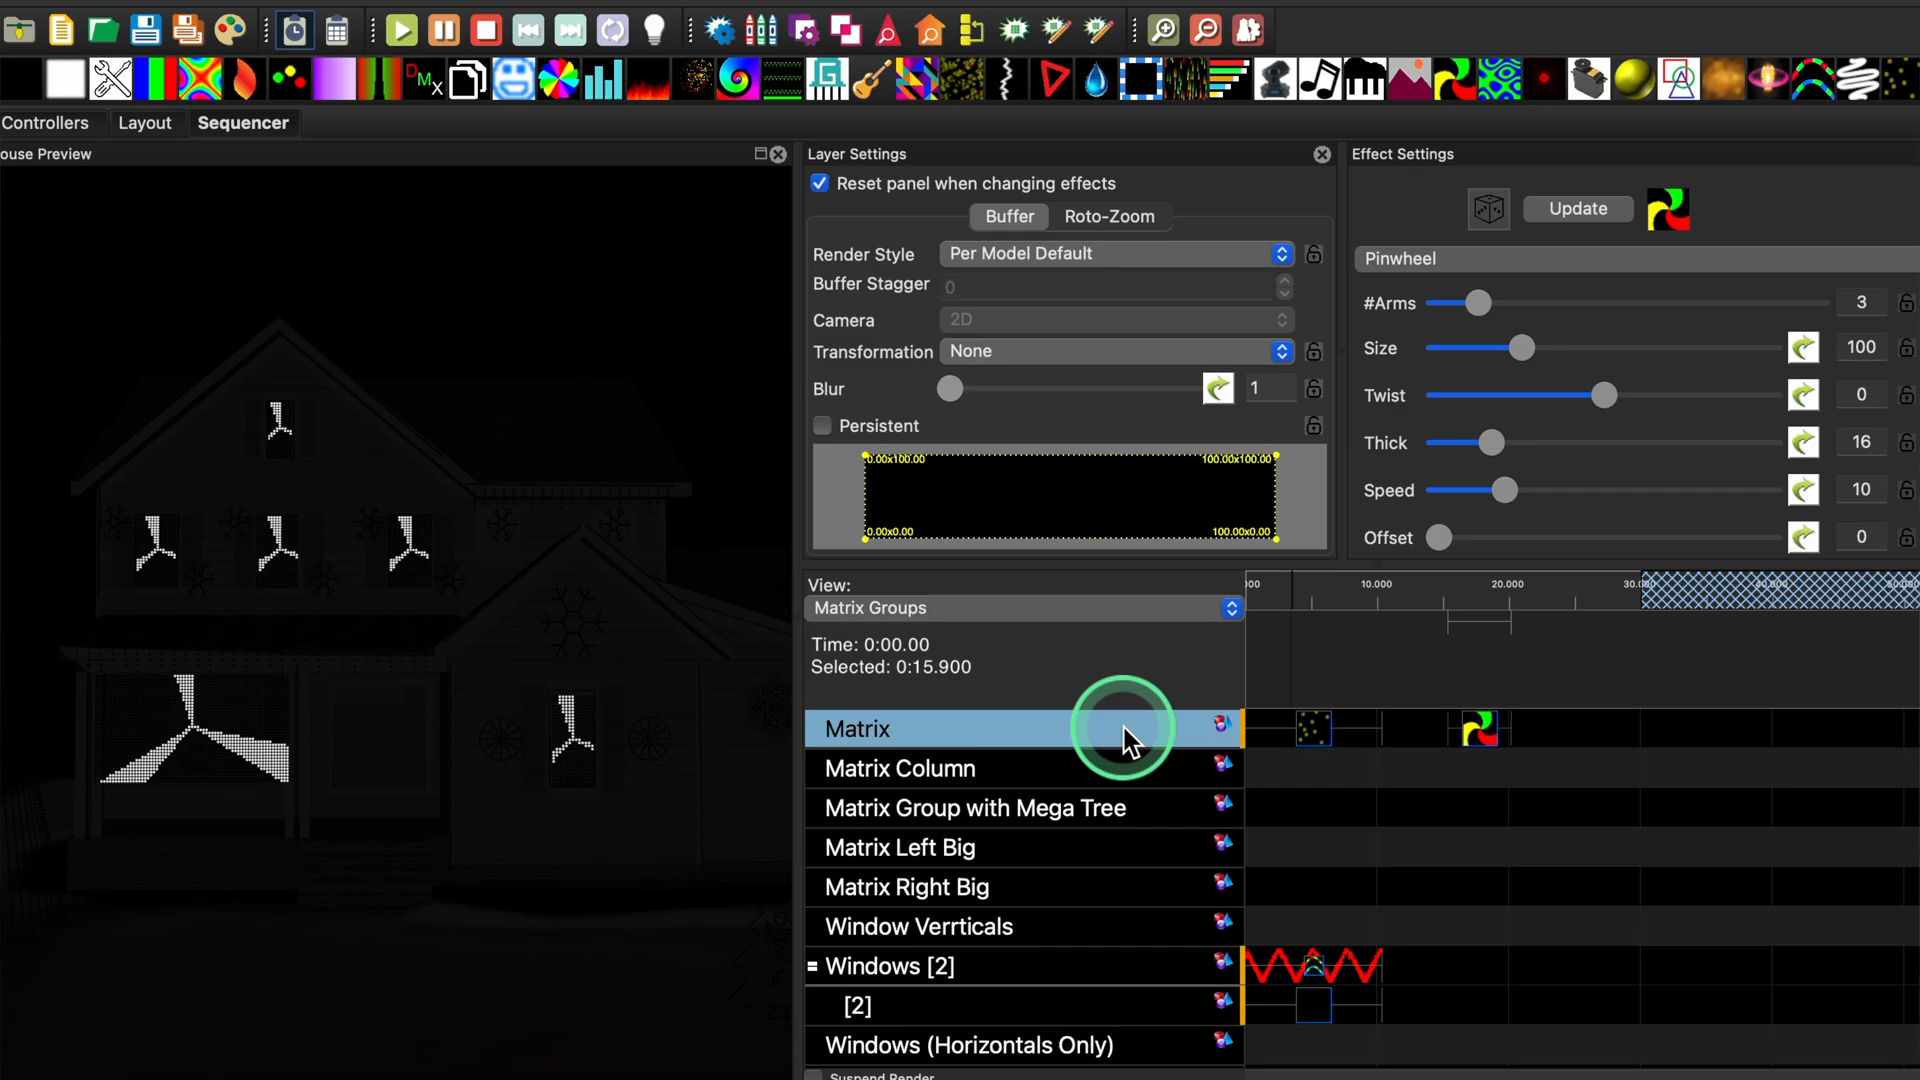 DMX
Controllers Layout Sequencer
ouse Preview
Layer Settings
Effect Settings
Reset panel when changing effects
Buffer Roto-Zoom
Update
Render Style Per Model Default
Pinwheel
Buffer Stagger 0
#Arms 3
Camera 2D
Size 100
Transformation None
Blur 1
Twist 0
Persistent
Thick 16
0.00x100.00 100.00x100.00
Speed 10
0.00x0.00 100.00x0.00
Offset 0
View:
Matrix Groups
10.000 20.000
Time: 0:00.00
Selected: 0:15.900
Matrix
Matrix Column
Matrix Group with Mega Tree
Matrix Left Big
Matrix Right Big
Window Verrticals
Windows [2]
[2]
Windows (Horizontals Only)
Suspend Render